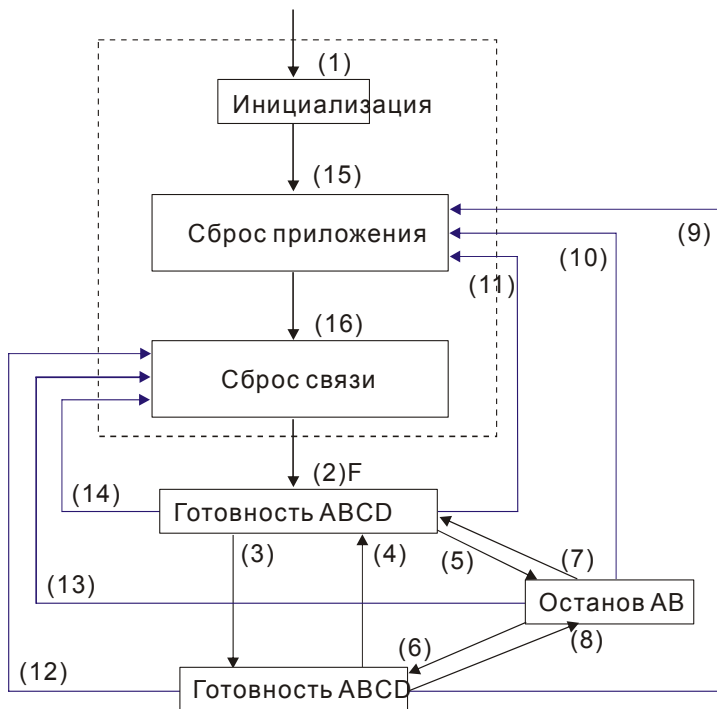 (1)
Инициализация
(15)
Сброс приложения
(9)
(10)
(11)
(16)
Сброс связи
(2)F
(14)
Готовность ABCD
(3)
(4)
(5)
(7)
(13)
Останов AB
(6)
(8)
(12)
Готовность ABCD